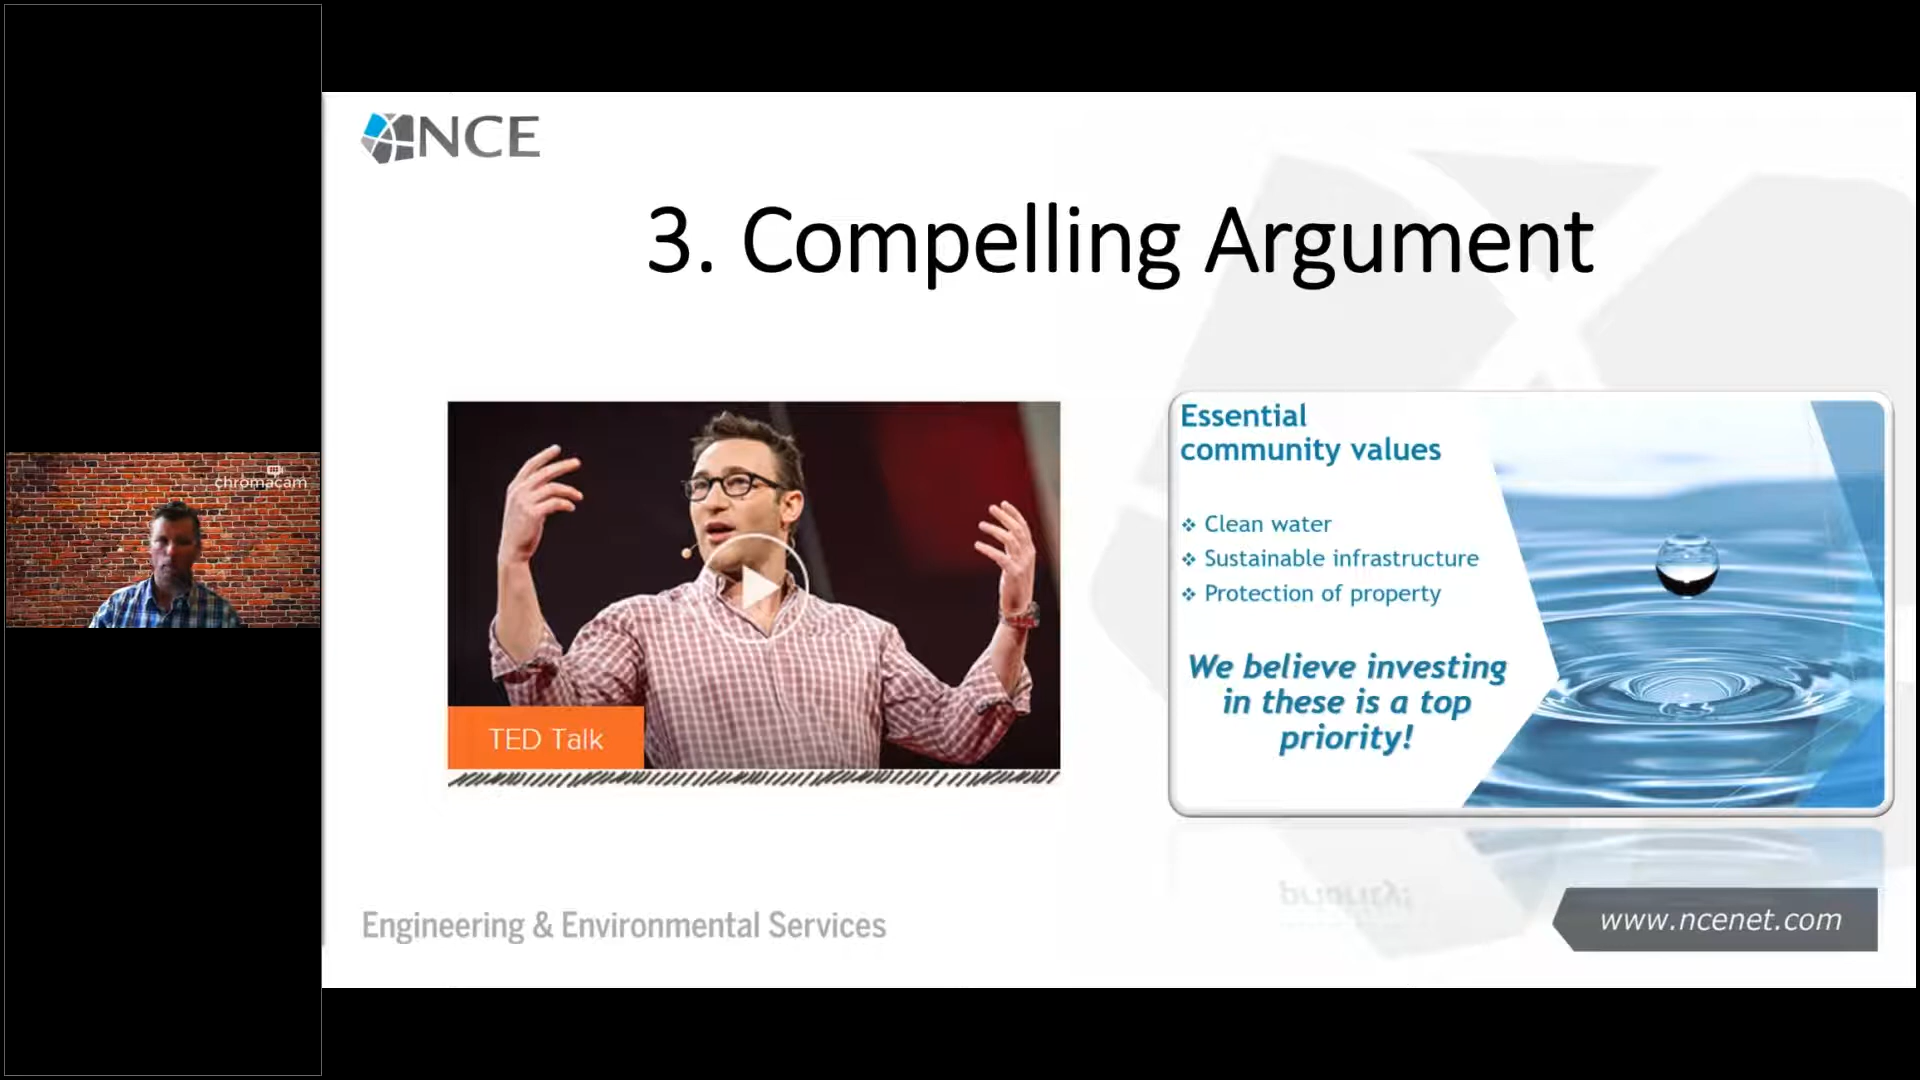 chromacam
NCE
3. Compelling Argument
TED Talk
Essential
community values
❖ Clean water
❖ Sustainable infrastructure
❖ Protection of property
We believe investing
in these is a top
priority!
Engineering & Environmental Services
www.ncenet.com